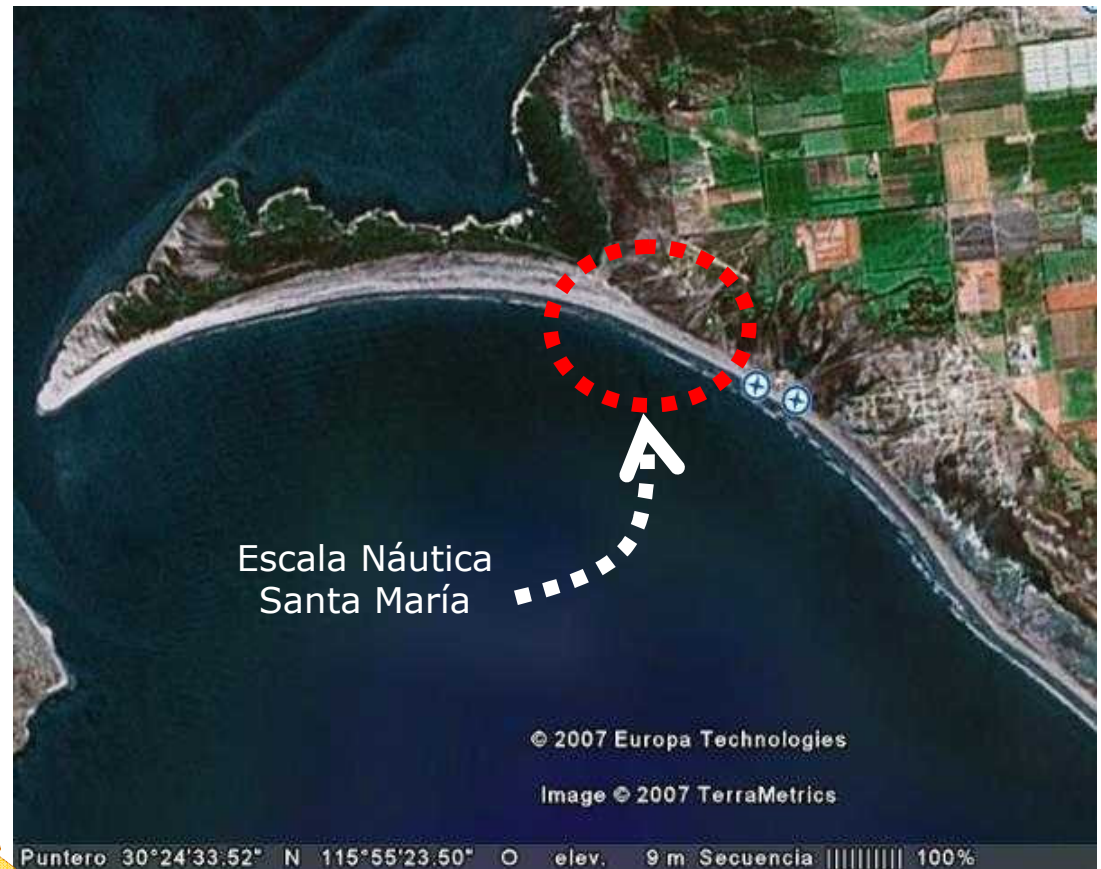 Escala Náutica
Santa María
© 2007 Europa Technologies
Image © 2007 TerraMetrics
Puntero 30°24'33.52" N 115°55'23.50" O elev. 9 m Secuencia |||||||||| 100%